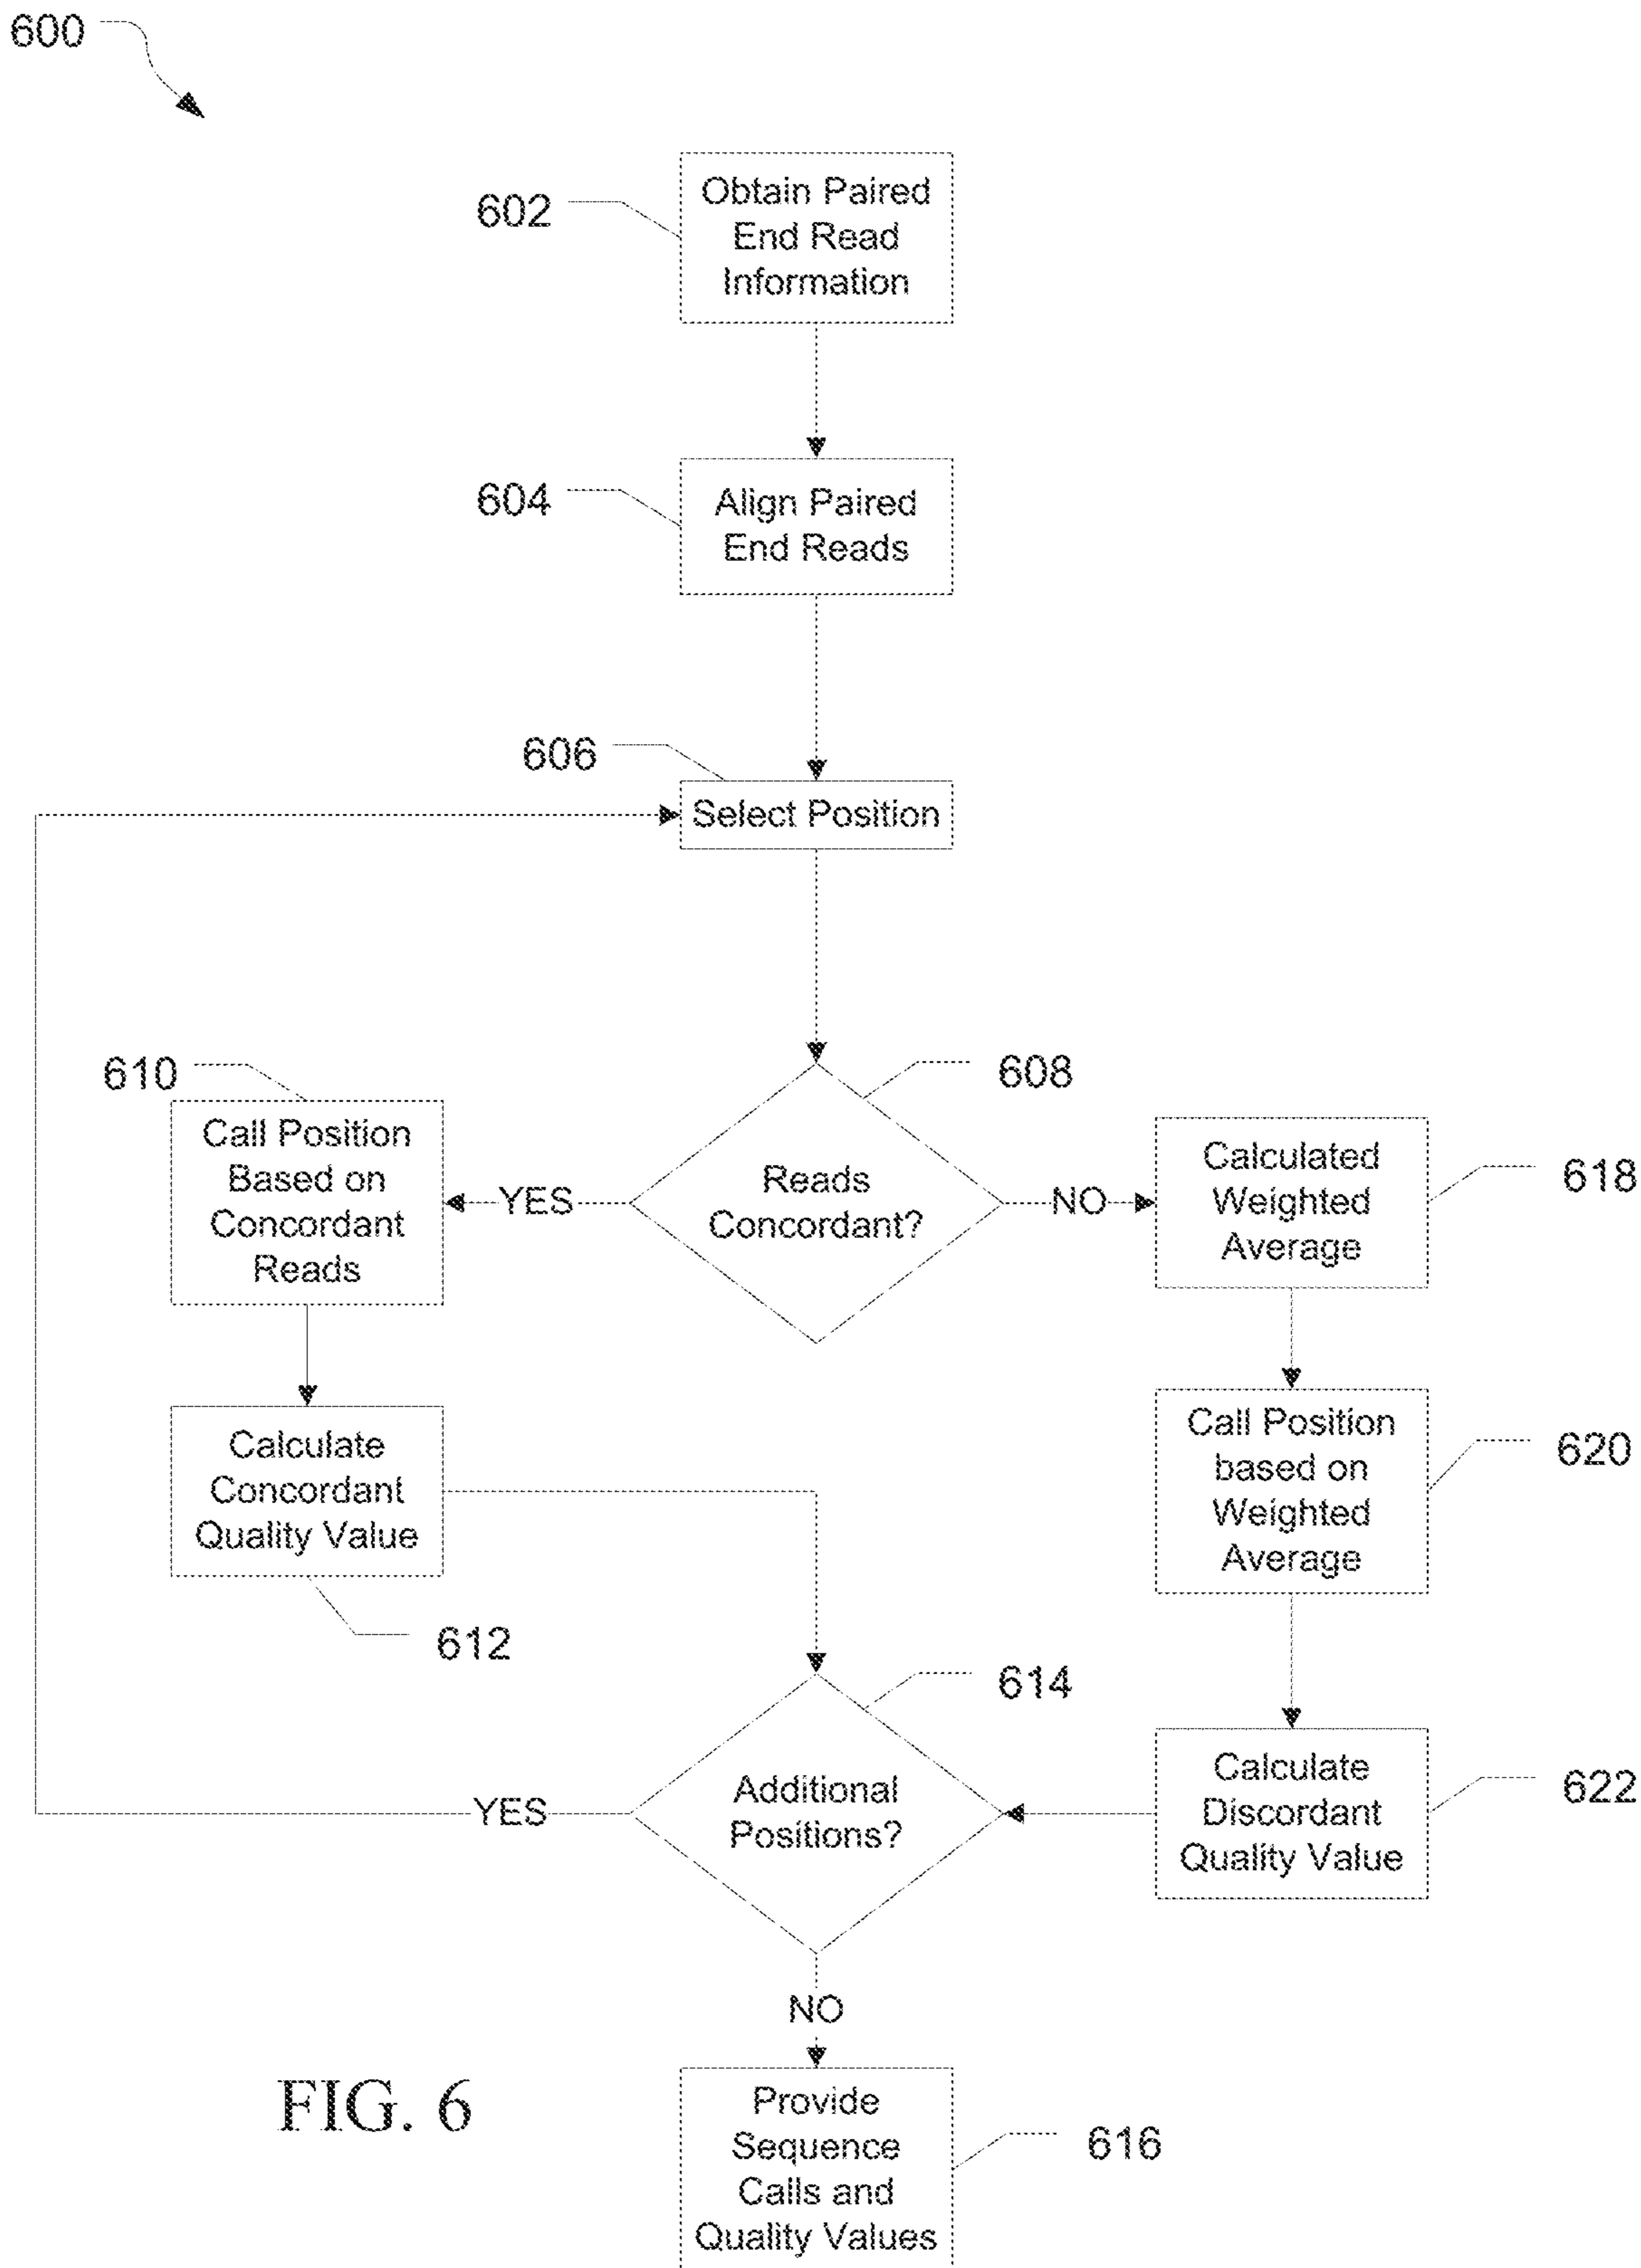 600
602
Obtain Paired
End Read
Information
604
Align Paired
End Reads
606
Select Position
608
Reads
Concordant?
YES
NO
610
Call Position
Based on
Concordant
Reads
618
Calculated
Weighted
Average
Calculate
Concordant
Quality Value
612
620
Call Position
based on
Weighted
Average
614
Additional
Positions?
YES
622
Calculate
Discordant
Quality Value
NO
616
Provide
Sequence
Calls and
Quality Values
FIG. 6